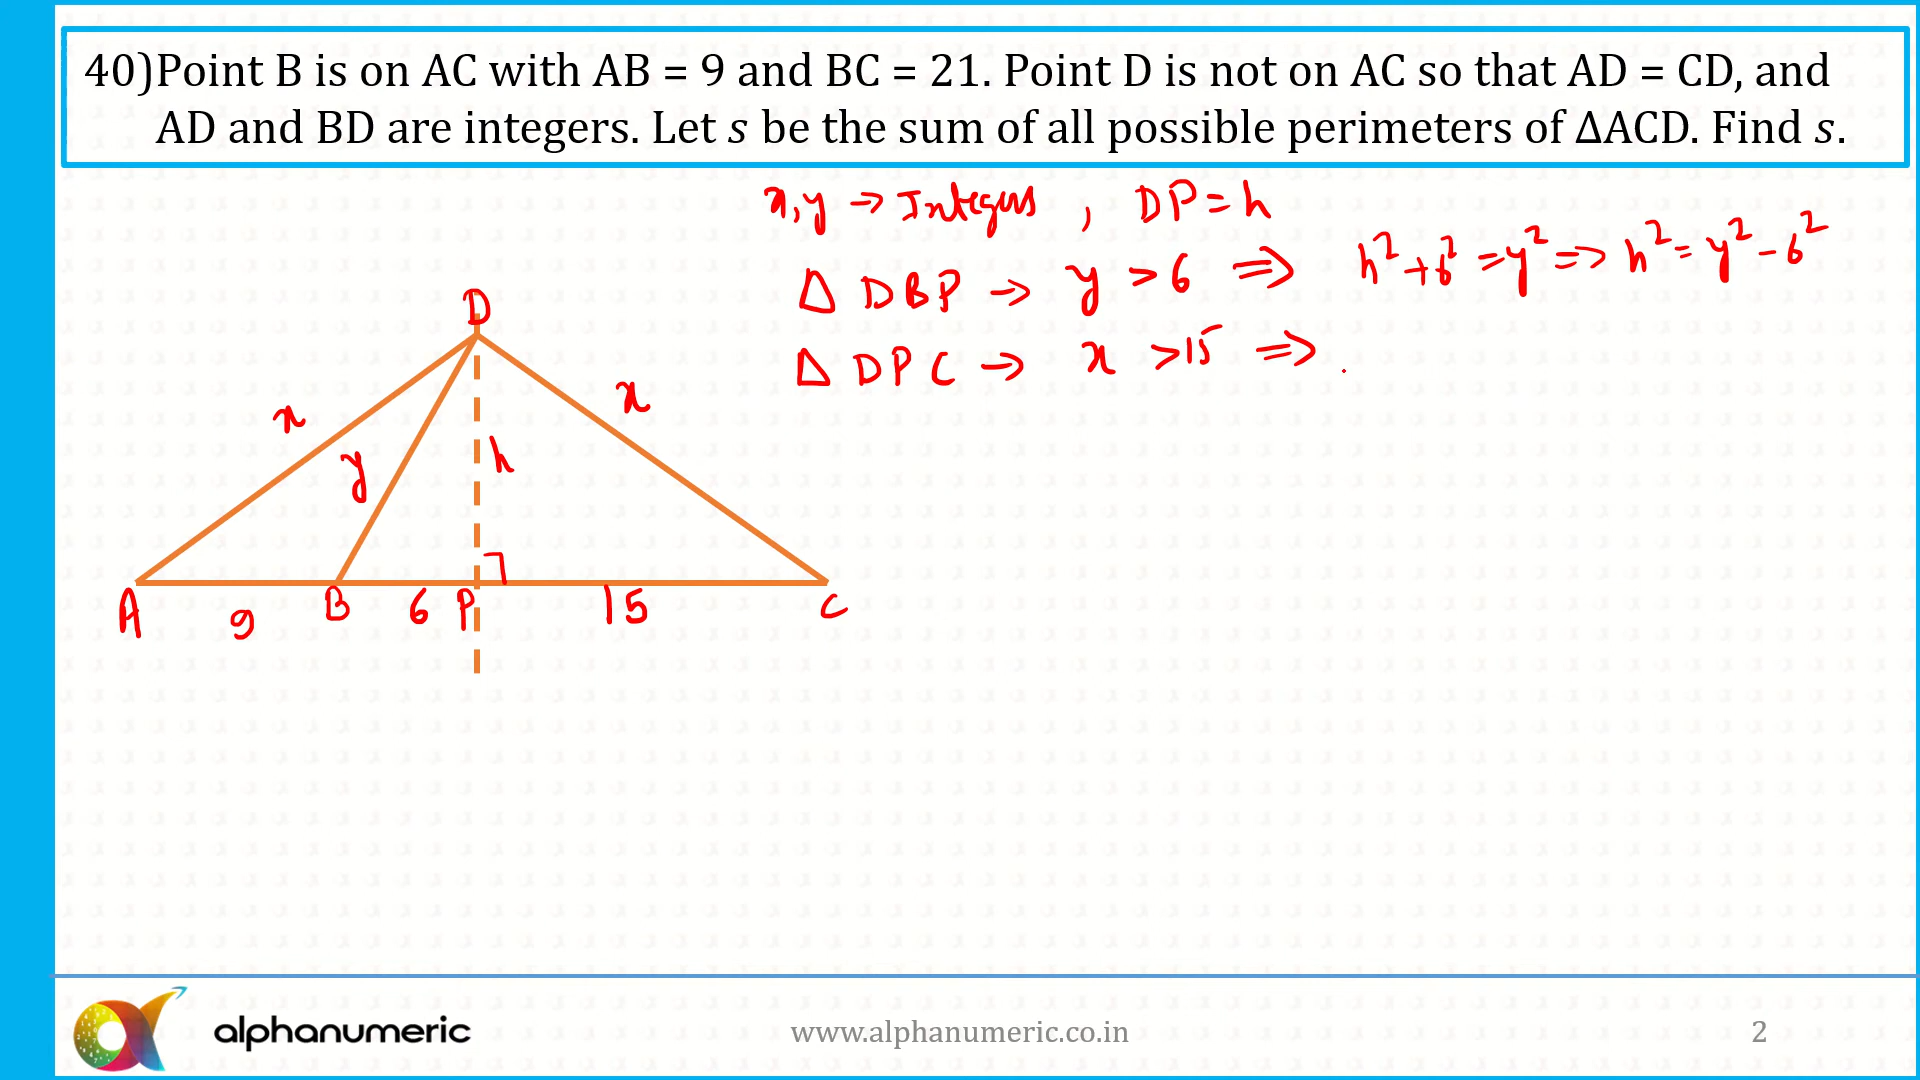 40)Point B is on AC with AB = 9 and BC = 21. Point D is not on AC so that AD = CD, and
AD and BD are integers. Let s be the sum of all possible perimeters of ΔACD. Find s.
x,y → Integers , DP = h
Δ DBP → y > 6 ⇒ h² + 6² = y² ⇒ h² = y² - 6²
Δ DPC → x > 15 ⇒
D
x
x
y
h
A
9
B
6
P
15
C
alphanumeric
www.alphanumeric.co.in
2